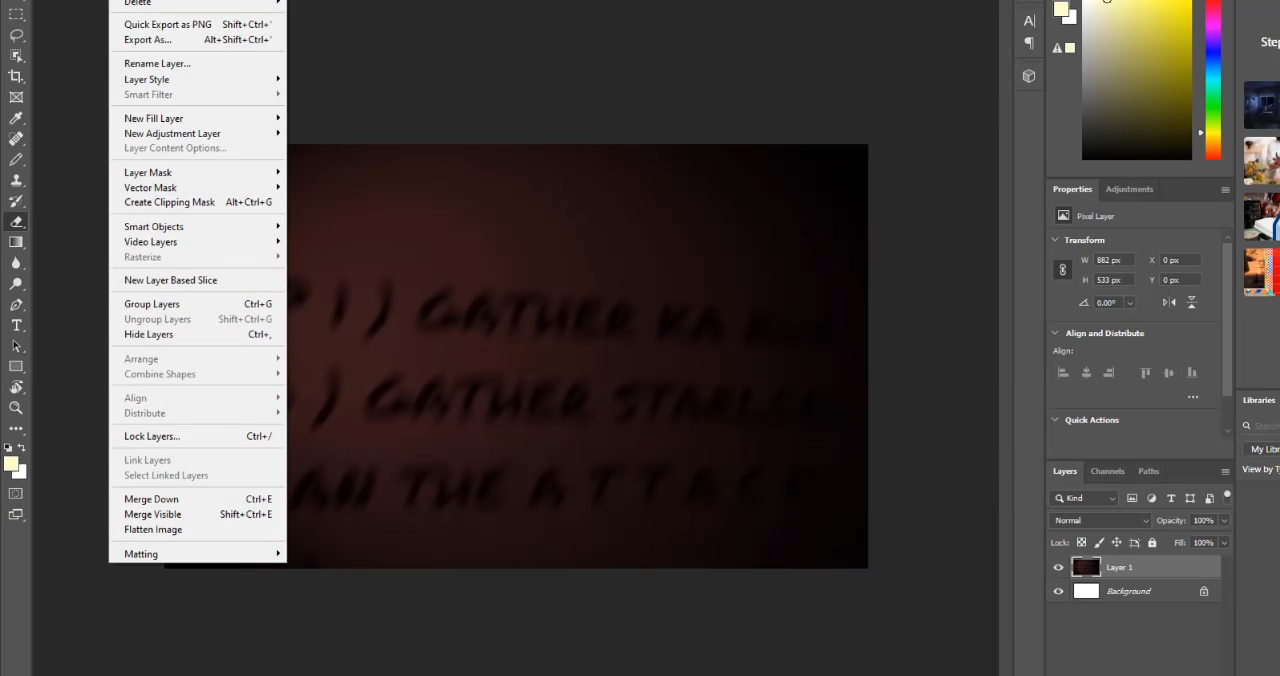 Delete
Quick Export as PNG Shift+Ctrl+'
Export As... Alt+Shift+Ctrl+'
Rename Layer...
Layer Style
Smart Filter
New Fill Layer
New Adjustment Layer
Layer Content Options...
Layer Mask
Vector Mask
Create Clipping Mask Alt+Ctrl+G
Smart Objects
Video Layers
Rasterize
New Layer Based Slice
Group Layers Ctrl+G
Ungroup Layers Shift+Ctrl+G
Hide Layers Ctrl+,
Arrange
Combine Shapes
Align
Distribute
Lock Layers... Ctrl+/
Link Layers
Select Linked Layers
Merge Down Ctrl+E
Merge Visible Shift+Ctrl+E
Flatten Image
Matting
1 ) GATHER
) GATHER
THE A T T A C
Properties Adjustments
Pixel Layer
Transform
W 882 px X 0 px
H 533 px Y 0 px
0.00°
Align and Distribute
Align:
Quick Actions
Layers Channels Paths
Kind
Normal Opacity: 100%
Lock: Fill: 100%
Layer 1
Background
Step
Libraries
Search
My Lib
View by T